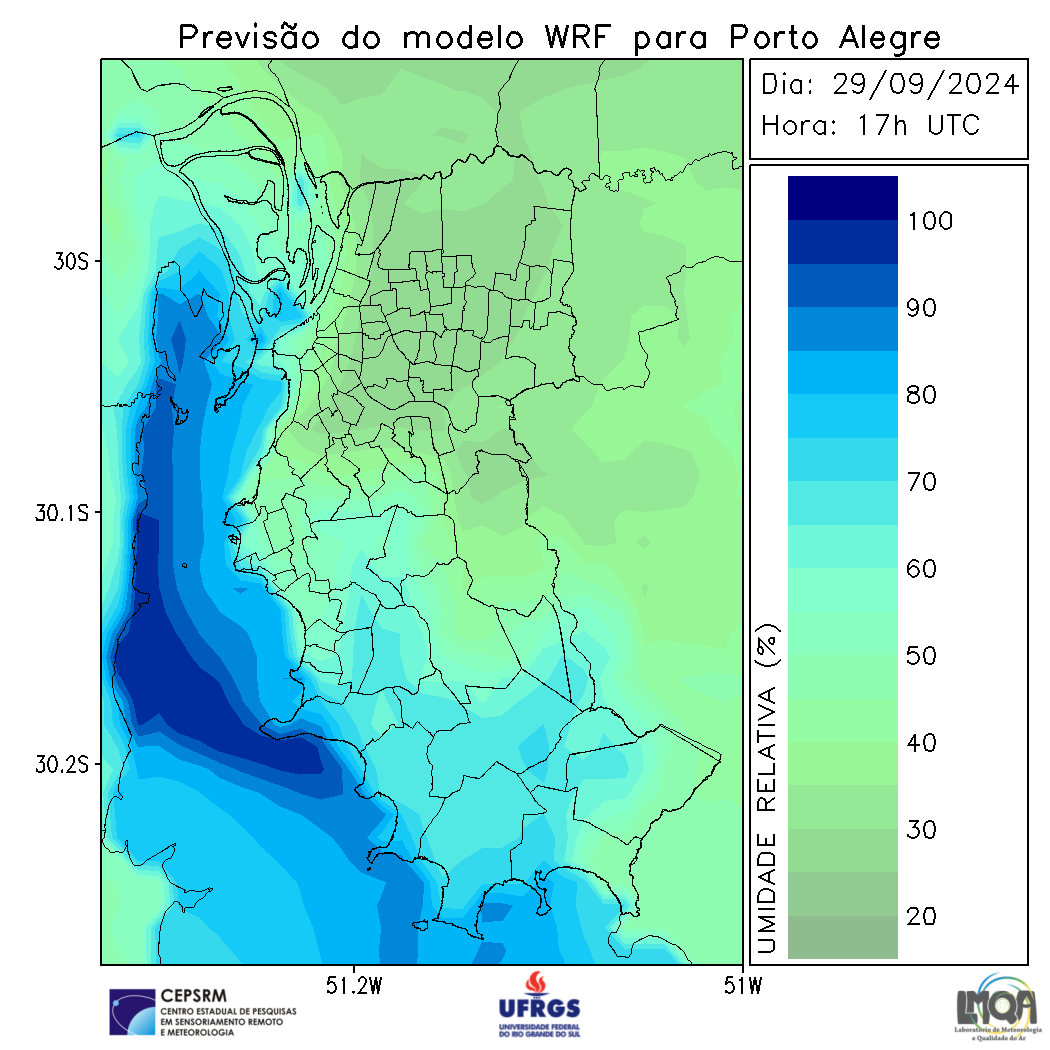 Previsão do modelo WRF para Porto Alegre
Dia: 29/09/2024
Hora: 17h UTC
30S
30.1S
30.2S
51.2W
51W
UMIDADE RELATIVA (%)
100
90
80
70
60
50
40
30
20
CEPSRM
CENTRO ESTADUAL DE PESQUISAS
EM SENSORIAMENTO REMOTO
E METEOROLOGIA
UFRGS
UNIVERSIDADE FEDERAL
DO RIO GRANDE DO SUL
LMQA
Laboratório de Meteorologia
e Qualidade do Ar